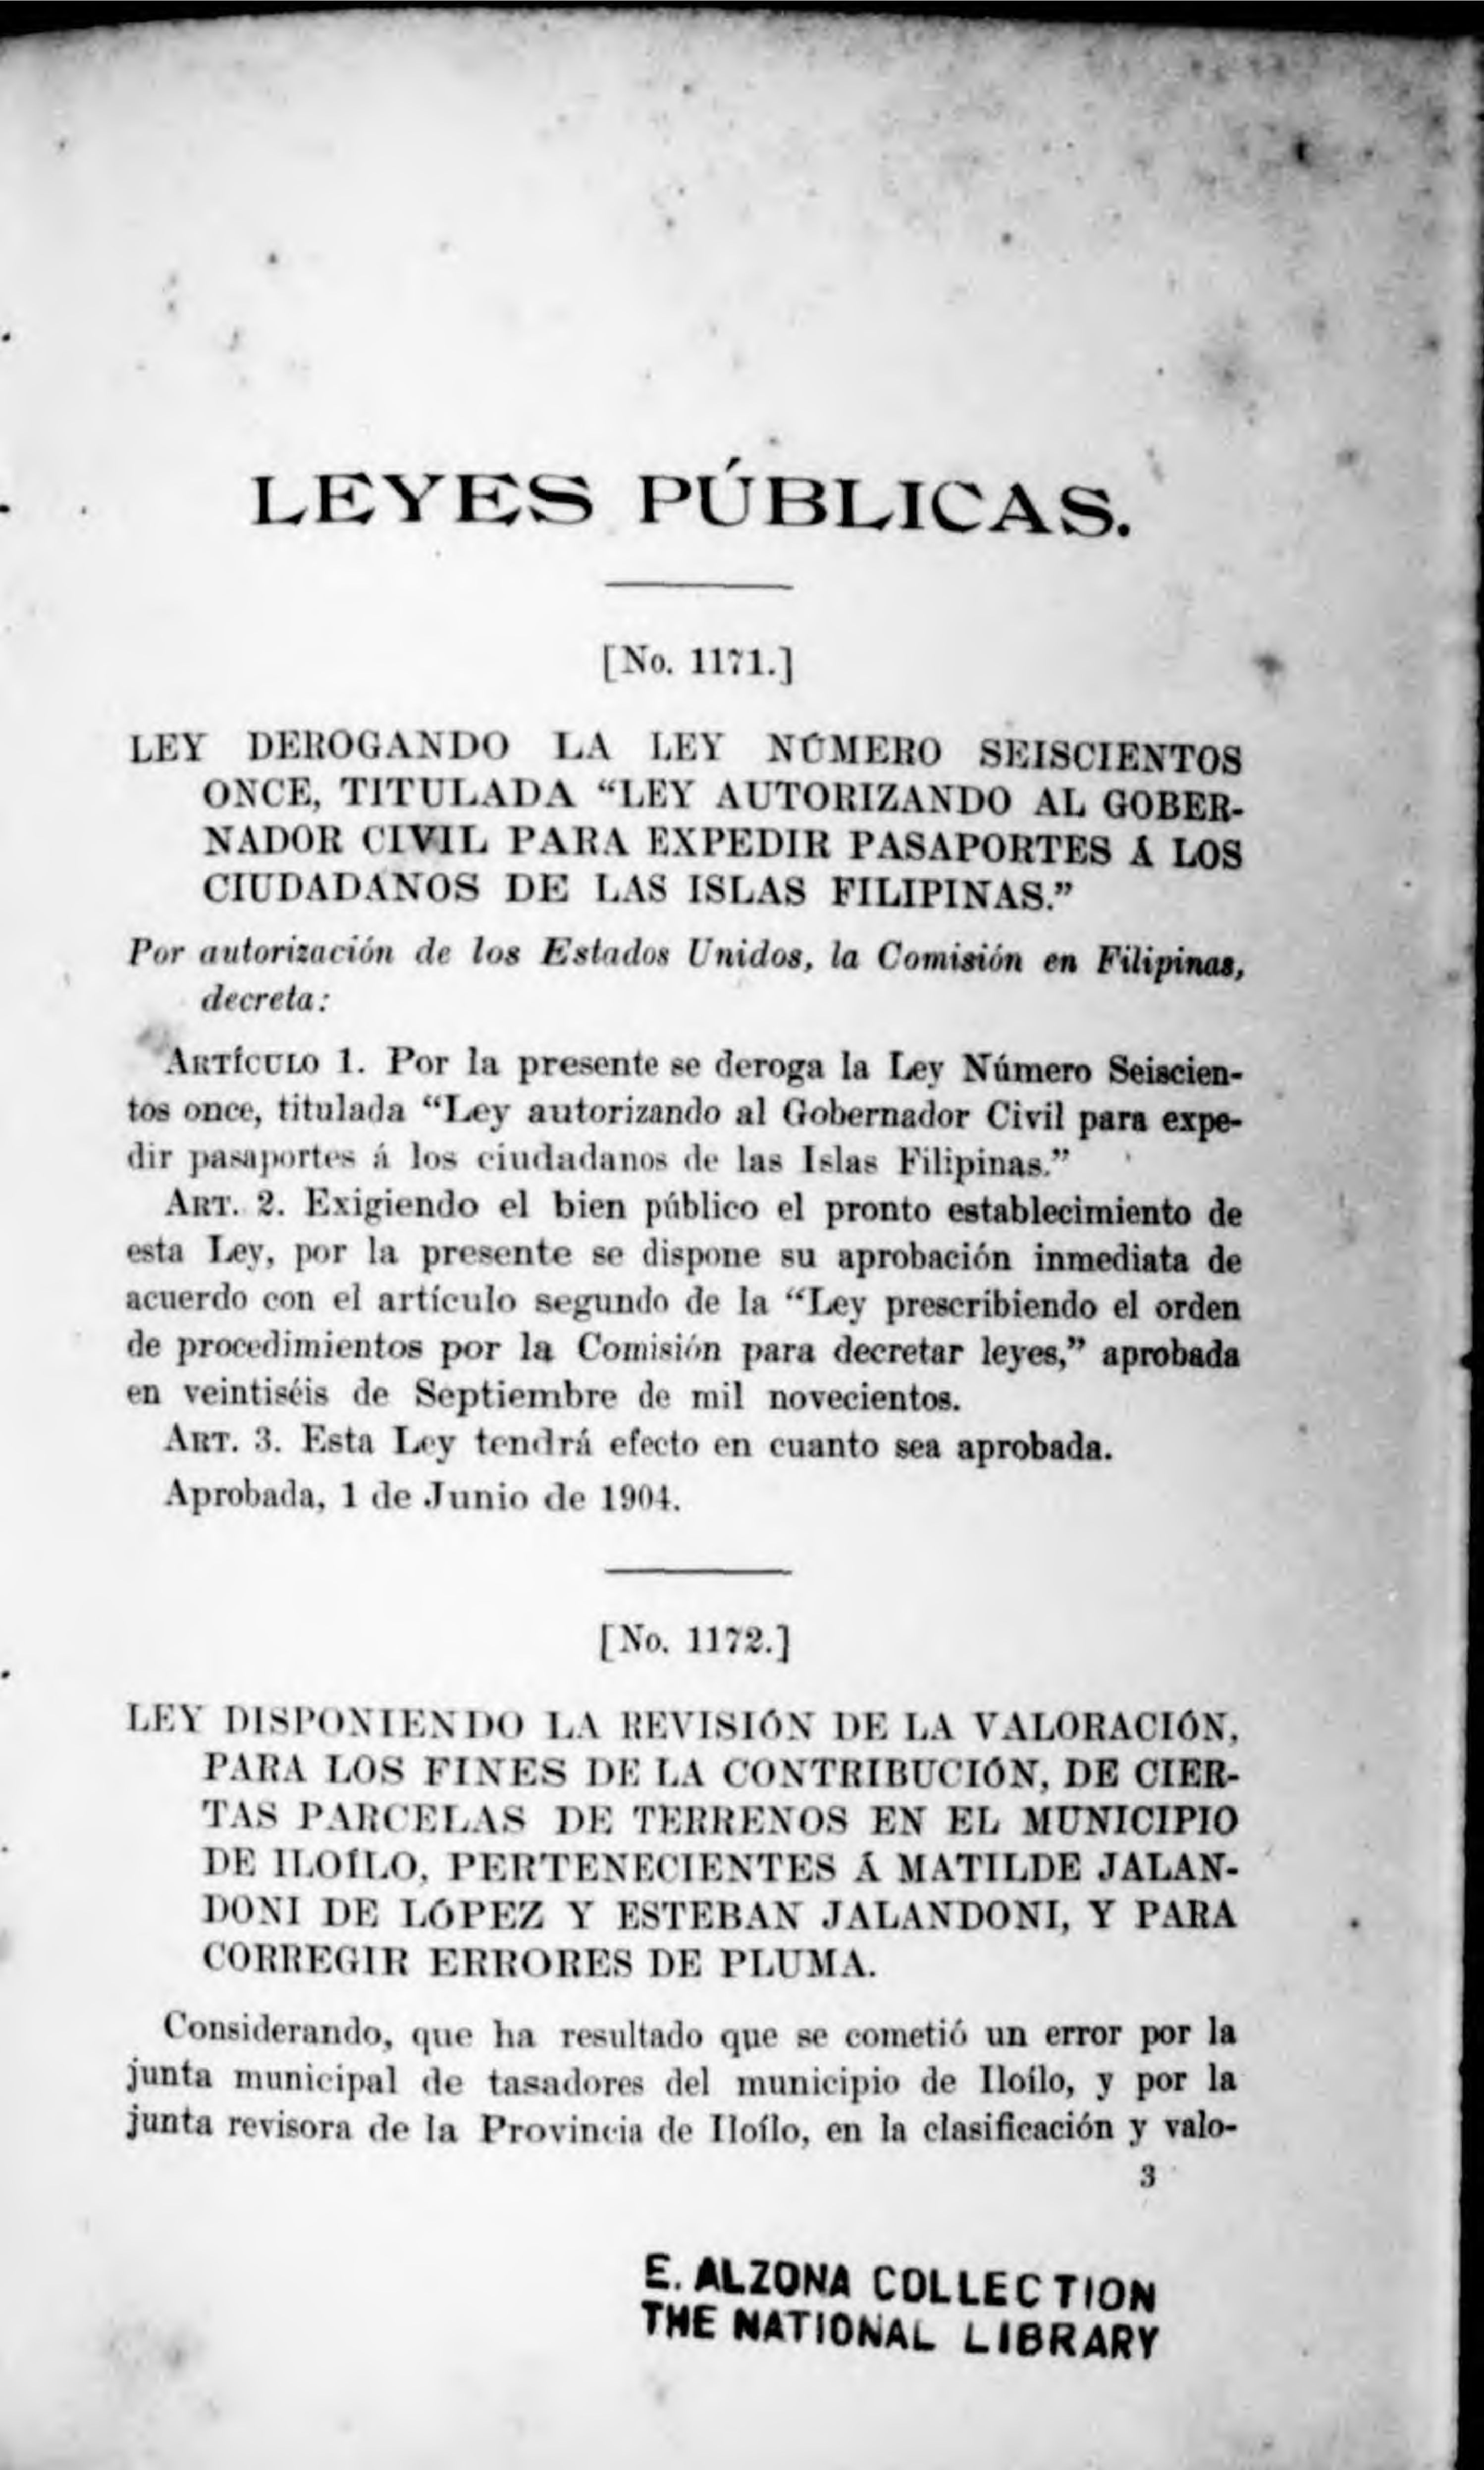 LEYES PÚBLICAS.
[No. 1171.]
LEY DEROGANDO LA LEY NÚMERO SEISCIENTOS
ONCE, TITULADA “LEY AUTORIZANDO AL GOBER-
NADOR CIVIL PARA EXPEDIR PASAPORTES Á LOS
CIUDADANOS DE LAS ISLAS FILIPINAS.”
Por autorización de los Estados Unidos, la Comisión en Filipinas,
decreta:
ARTÍCULO 1. Por la presente se deroga la Ley Número Seiscien-
tos once, titulada “Ley autorizando al Gobernador Civil para expe-
dir pasaportes á los ciudadanos de las Islas Filipinas.”
ART. 2. Exigiendo el bien público el pronto establecimiento de
esta Ley, por la presente se dispone su aprobación inmediata de
acuerdo con el artículo segundo de la “Ley prescribiendo el orden
de procedimientos por la Comisión para decretar leyes,” aprobada
en veintiséis de Septiembre de mil novecientos.
ART. 3. Esta Ley tendrá efecto en cuanto sea aprobada.
Aprobada, 1 de Junio de 1904.
[No. 1172.]
LEY DISPONIENDO LA REVISIÓN DE LA VALORACIÓN,
PARA LOS FINES DE LA CONTRIBUCIÓN, DE CIER-
TAS PARCELAS DE TERRENOS EN EL MUNICIPIO
DE ILOÍLO, PERTENECIENTES Á MATILDE JALAN-
DONI DE LÓPEZ Y ESTEBAN JALANDONI, Y PARA
CORREGIR ERRORES DE PLUMA.
Considerando, que ha resultado que se cometió un error por la
junta municipal de tasadores del municipio de Iloílo, y por la
junta revisora de la Provincia de Iloílo, en la clasificación y valo-
3
E. ALZONA COLLECTION
THE NATIONAL LIBRARY